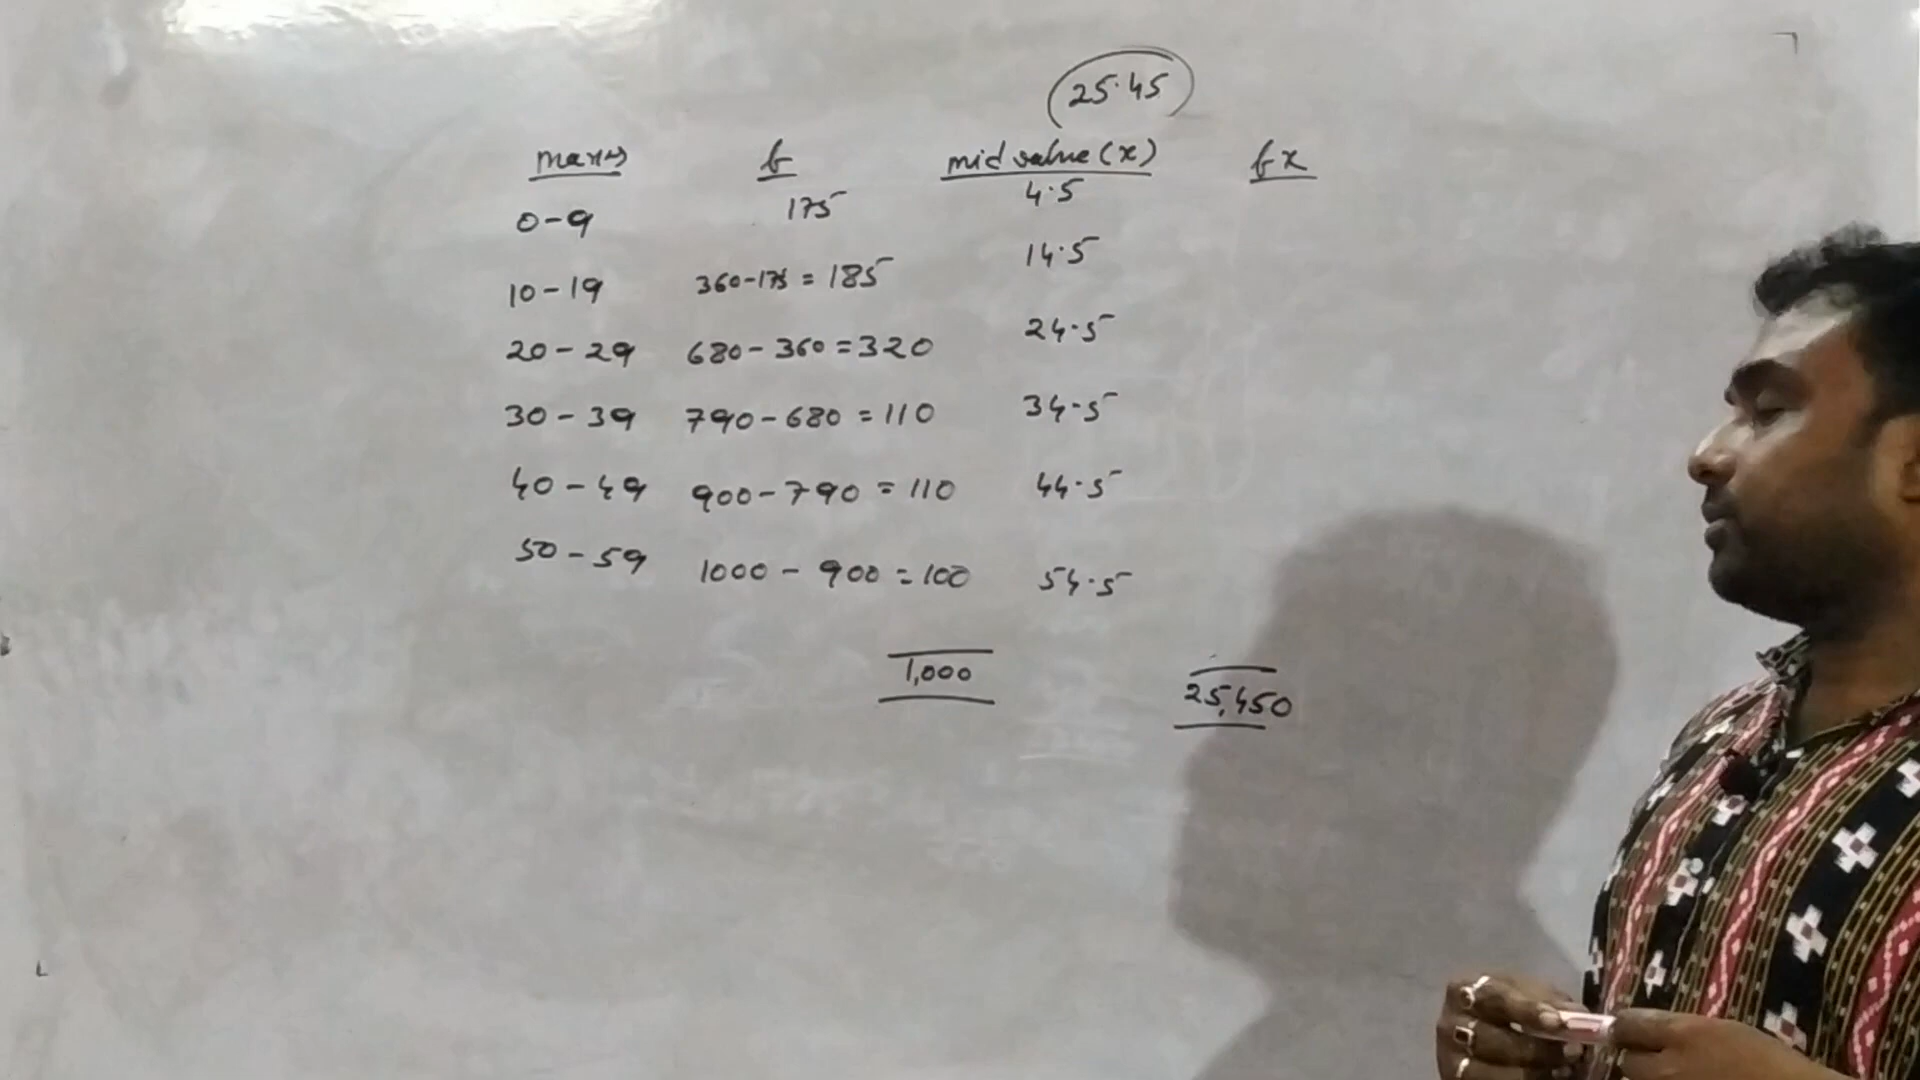 25.45
marks f mid value (x) fx
0-9 175 4.5
10-19 360-175 = 185 14.5
20-29 680-360 = 320 24.5
30-39 790-680 = 110 34.5
40-49 900-790 = 110 44.5
50-59 1000-900 = 100 54.5
1,000 25,450